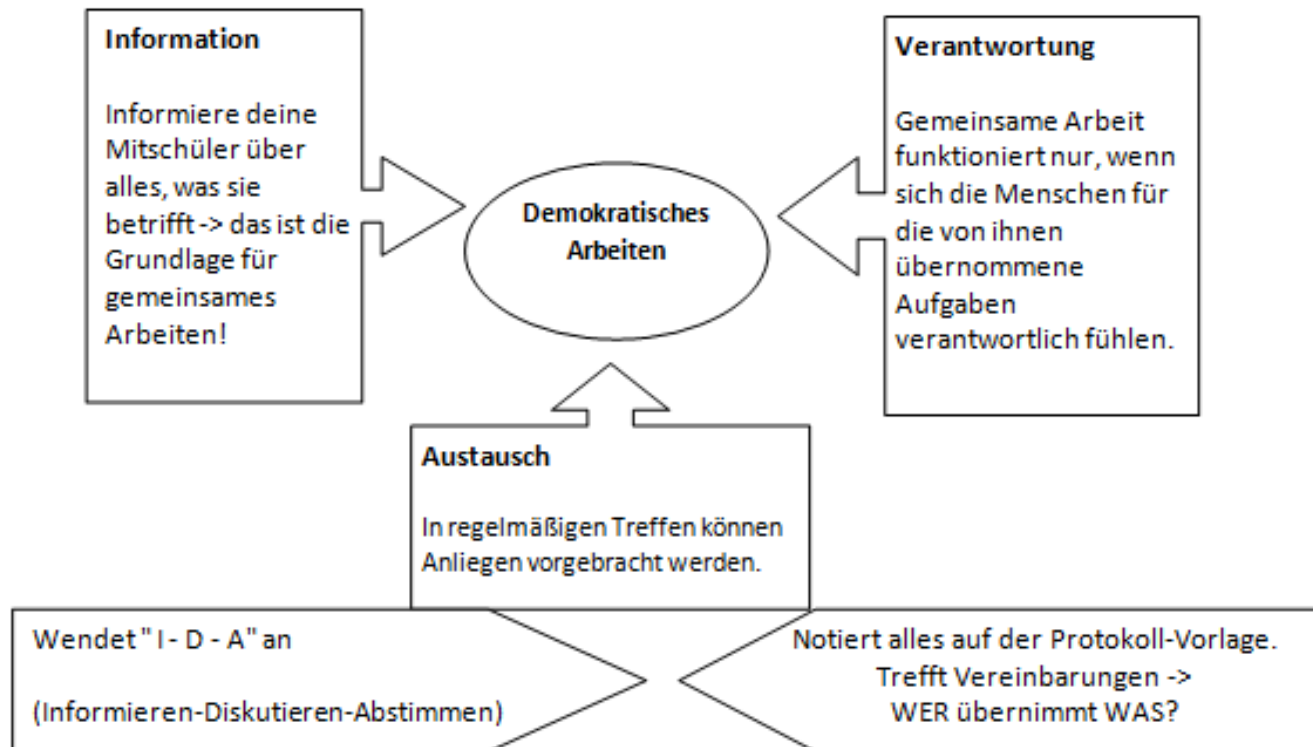 Information
Informiere deine
Mitschüler über
alles, was sie
betrifft -> das ist die
Grundlage für
gemeinsames
Arbeiten!
Demokratisches
Arbeiten
Verantwortung
Gemeinsame Arbeit
funktioniert nur, wenn
sich die Menschen für
die von ihnen
übernommene
Aufgaben
verantwortlich fühlen.
Austausch
In regelmäßigen Treffen können
Anliegen vorgebracht werden.
Wendet " I - D - A" an
(Informieren-Diskutieren-Abstimmen)
Notiert alles auf der Protokoll-Vorlage.
Trefft Vereinbarungen ->
WER übernimmt WAS?